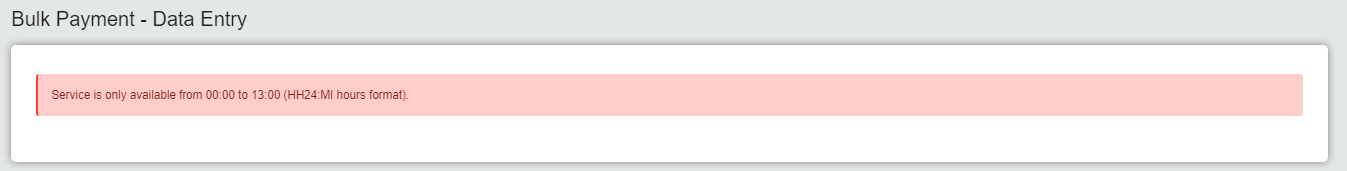 Bulk Payment - Data Entry
Service is only available from 00:00 to 13:00 (HH24:MI hours format).